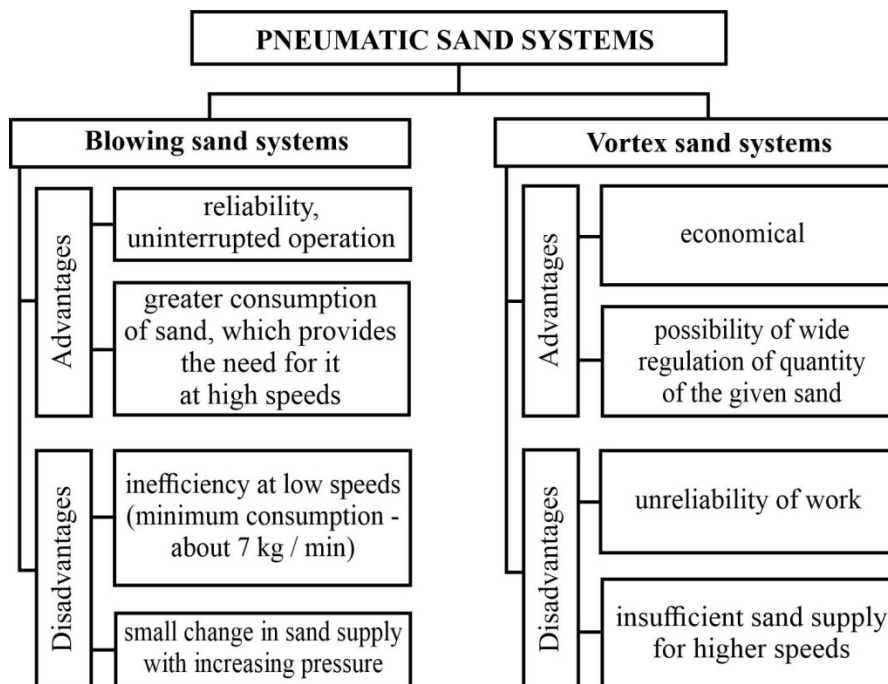 PNEUMATIC SAND SYSTEMS
Blowing sand systems
Advantages
reliability,
uninterrupted operation
greater consumption
of sand, which provides
the need for it
at high speeds
Disadvantages
inefficiency at low speeds
(minimum consumption -
about 7 kg / min)
small change in sand supply
with increasing pressure
Vortex sand systems
Advantages
economical
possibility of wide
regulation of quantity
of the given sand
Disadvantages
unreliability of work
insufficient sand supply
for higher speeds